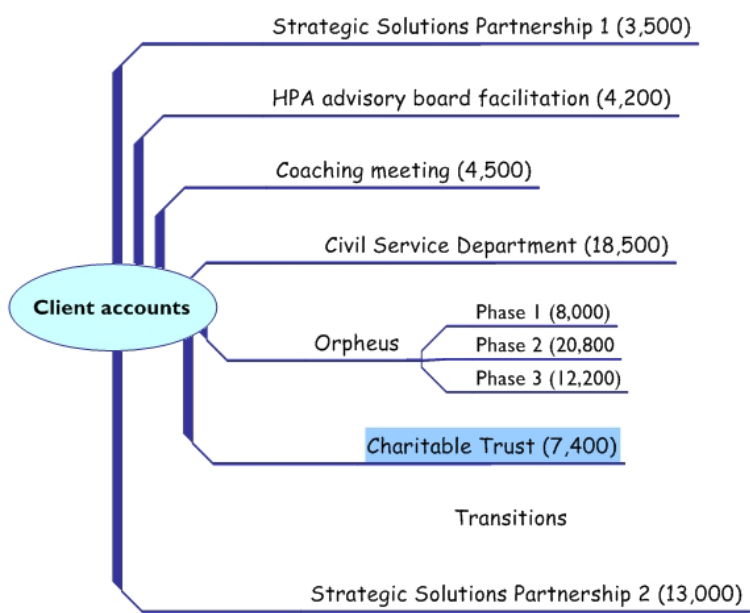 Strategic Solutions Partnership 1 (3,500)
HPA advisory board facilitation (4,200)
Coaching meeting (4,500)
Civil Service Department (18,500)
Client accounts
Orpheus
Phase 1 (8,000)
Phase 2 (20,800
Phase 3 (12,200)
Charitable Trust (7,400)
Transitions
Strategic Solutions Partnership 2 (13,000)